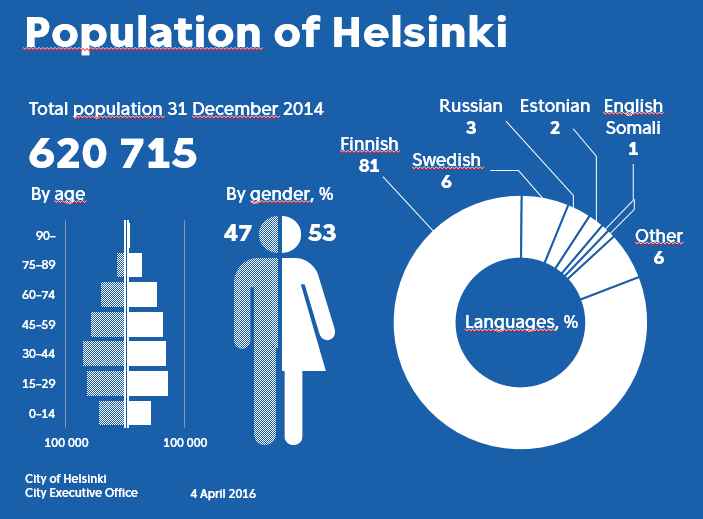 Population of Helsinki
Total population 31 December 2014
620 715
By age
90–
75–89
60–74
45–59
30–44
15–29
0–14
100 000
100 000
By gender, %
47
53
Finnish
81
Swedish
6
Russian
3
Estonian
2
English
Somali
1
Other
6
Languages, %
City of Helsinki
City Executive Office
4 April 2016